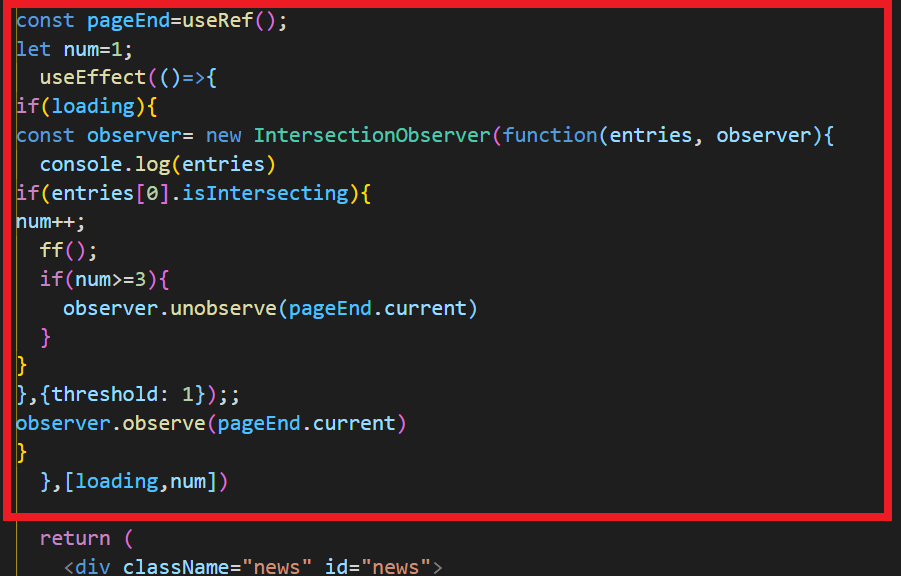 const pageEnd=useRef();
let num=1;
useEffect(()=>{
if(loading){
const observer= new IntersectionObserver(function(entries, observer){
console.log(entries)
if(entries[0].isIntersecting){
num++;
ff();
if(num>=3){
observer.unobserve(pageEnd.current)
}
}
},{threshold: 1});;
observer.observe(pageEnd.current)
}
},[loading,num])
return (
<div className="news" id="news">